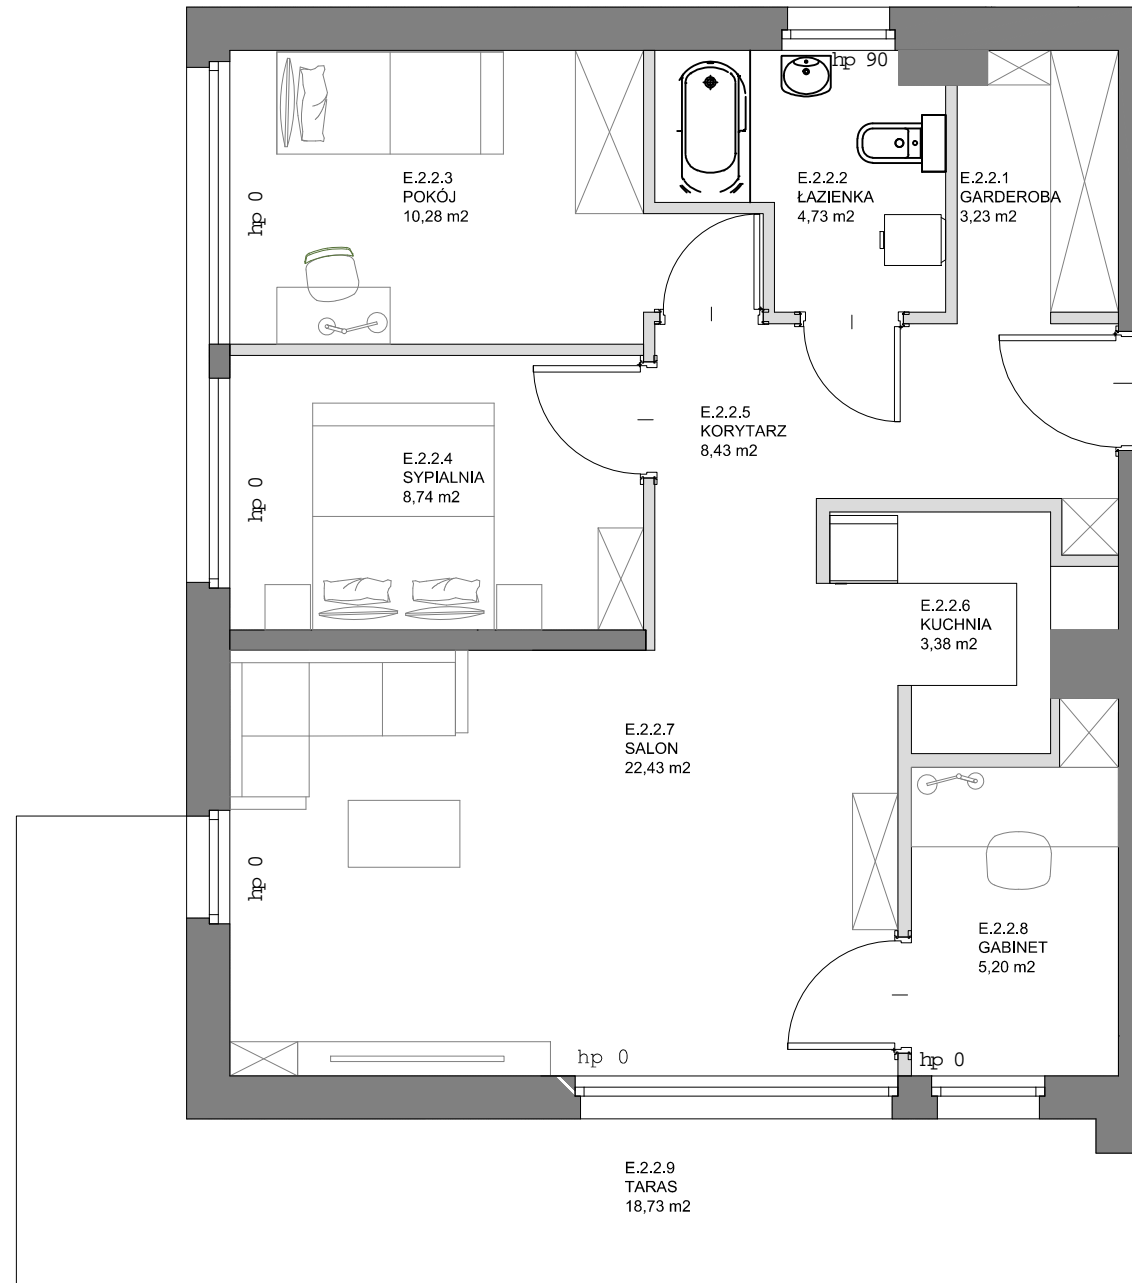 hp 90
E.2.2.3
POKÓJ
10,28 m2
hp 0
E.2.2.2
ŁAZIENKA
4,73 m2
E.2.2.1
GARDEROBA
3,23 m2
E.2.2.5
KORYTARZ
8,43 m2
E.2.2.4
SYPIALNIA
8,74 m2
hp 0
E.2.2.6
KUCHNIA
3,38 m2
E.2.2.7
SALON
22,43 m2
hp 0
E.2.2.8
GABINET
5,20 m2
hp 0
hp 0
E.2.2.9
TARAS
18,73 m2